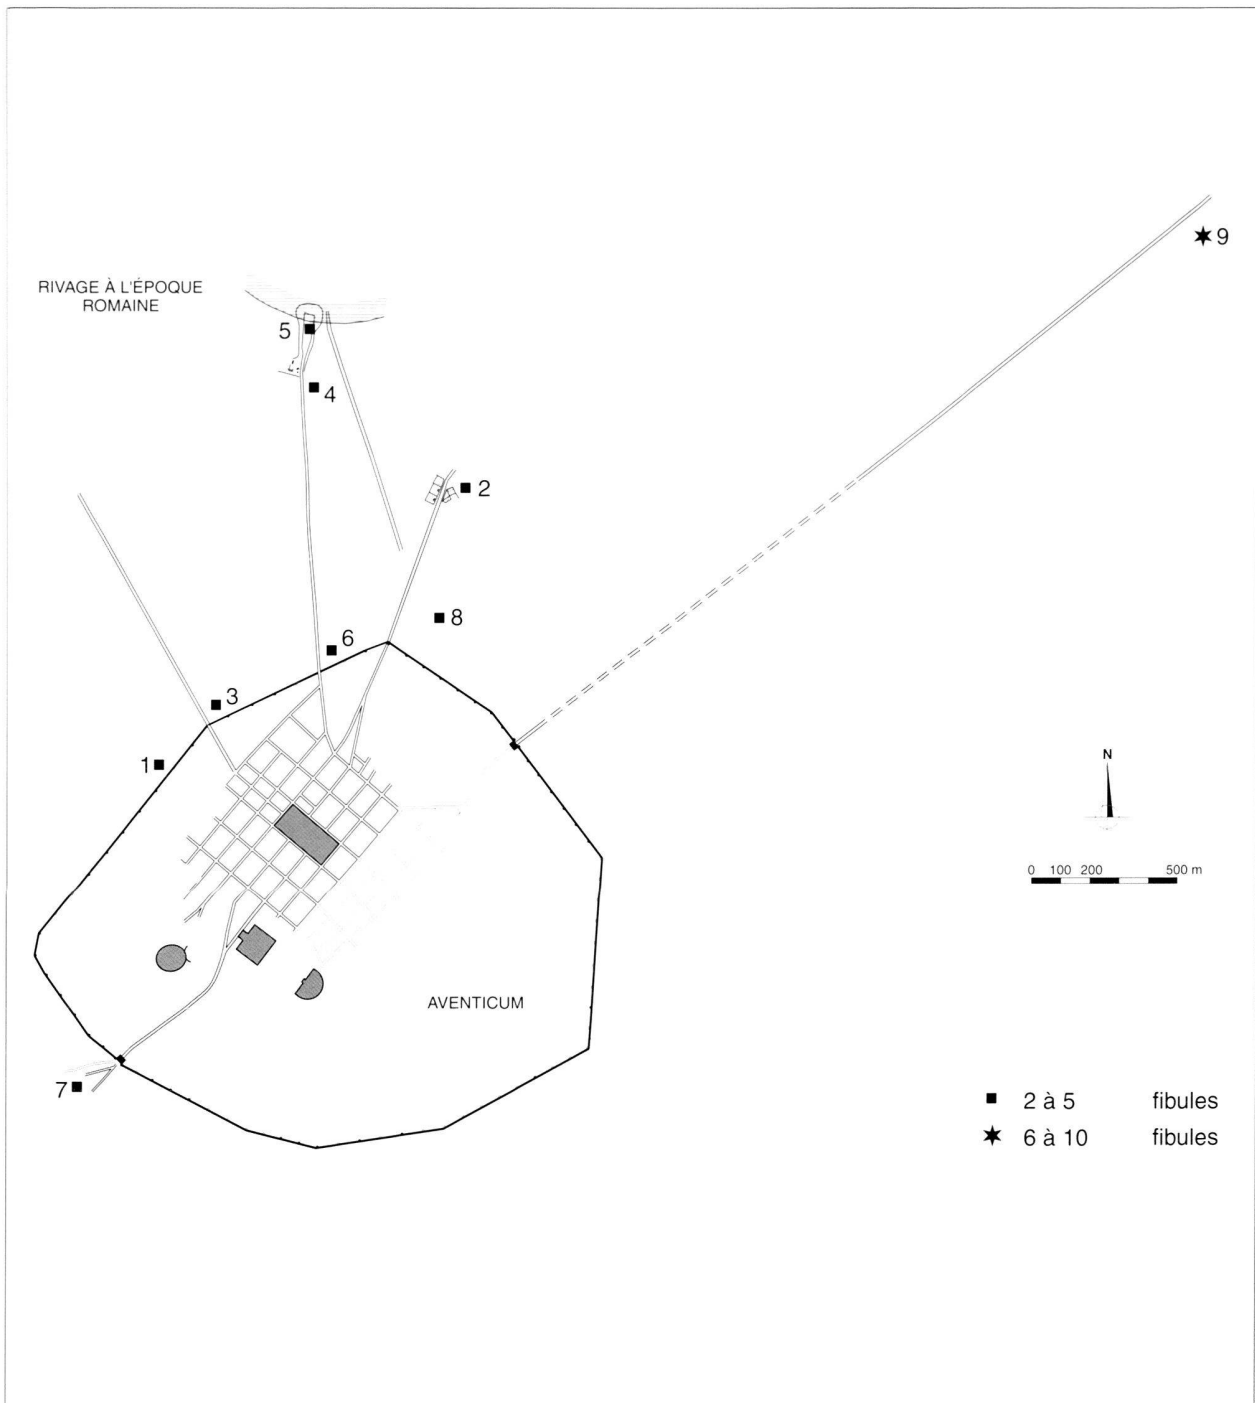 9
RIVAGE À L'ÉPOQUE
ROMAINE
5
4
2
8
6
3
1
N
0 100 200 500 m
AVENTICUM
7
2 à 5 fibules
6 à 10 fibules